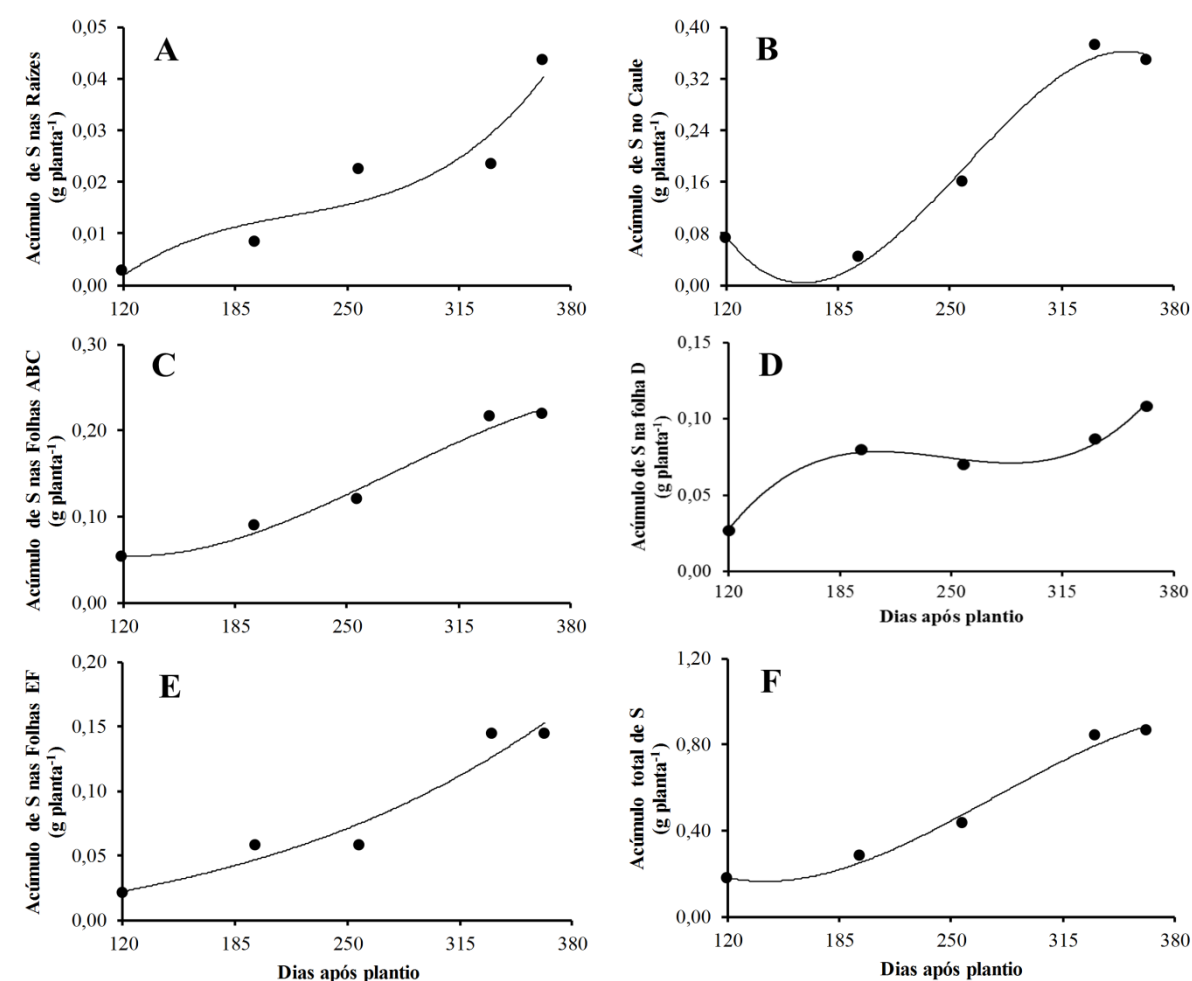 A
Acúmulo de S nas Raízes
(g planta⁻¹)
0,05
0,04
0,03
0,02
0,01
0,00
120 185 250 315 380
B
Acúmulo de S no Caule
(g planta⁻¹)
0,40
0,32
0,24
0,16
0,08
0,00
120 185 250 315 380
C
Acúmulo de S nas Folhas ABC
(g planta⁻¹)
0,30
0,20
0,10
0,00
120 185 250 315 380
D
Acúmulo de S na folha D
(g planta⁻¹)
0,15
0,10
0,05
0,00
120 185 250 315 380
Dias após plantio
E
Acúmulo de S nas Folhas EF
(g planta⁻¹)
0,20
0,15
0,10
0,05
0,00
120 185 250 315 380
Dias após plantio
F
Acúmulo total de S
(g planta⁻¹)
1,20
0,80
0,40
0,00
120 185 250 315 380
Dias após plantio